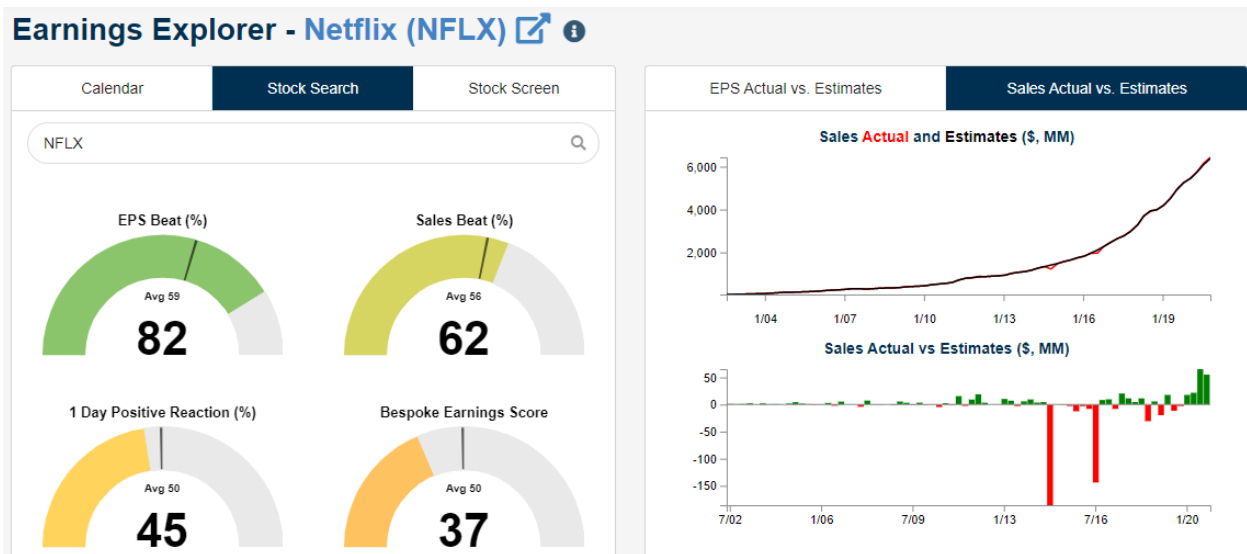 Earnings Explorer - Netflix (NFLX)
Calendar
Stock Search
Stock Screen
NFLX
EPS Beat (%)
Avg 59
82
Sales Beat (%)
Avg 56
62
1 Day Positive Reaction (%)
Avg 50
45
Bespoke Earnings Score
Avg 50
37
EPS Actual vs. Estimates
Sales Actual vs. Estimates
Sales Actual and Estimates ($, MM)
6,000
4,000
2,000
1/04 1/07 1/10 1/13 1/16 1/19
Sales Actual vs Estimates ($, MM)
50
0
-50
-100
-150
7/02 1/06 7/09 1/13 7/16 1/20